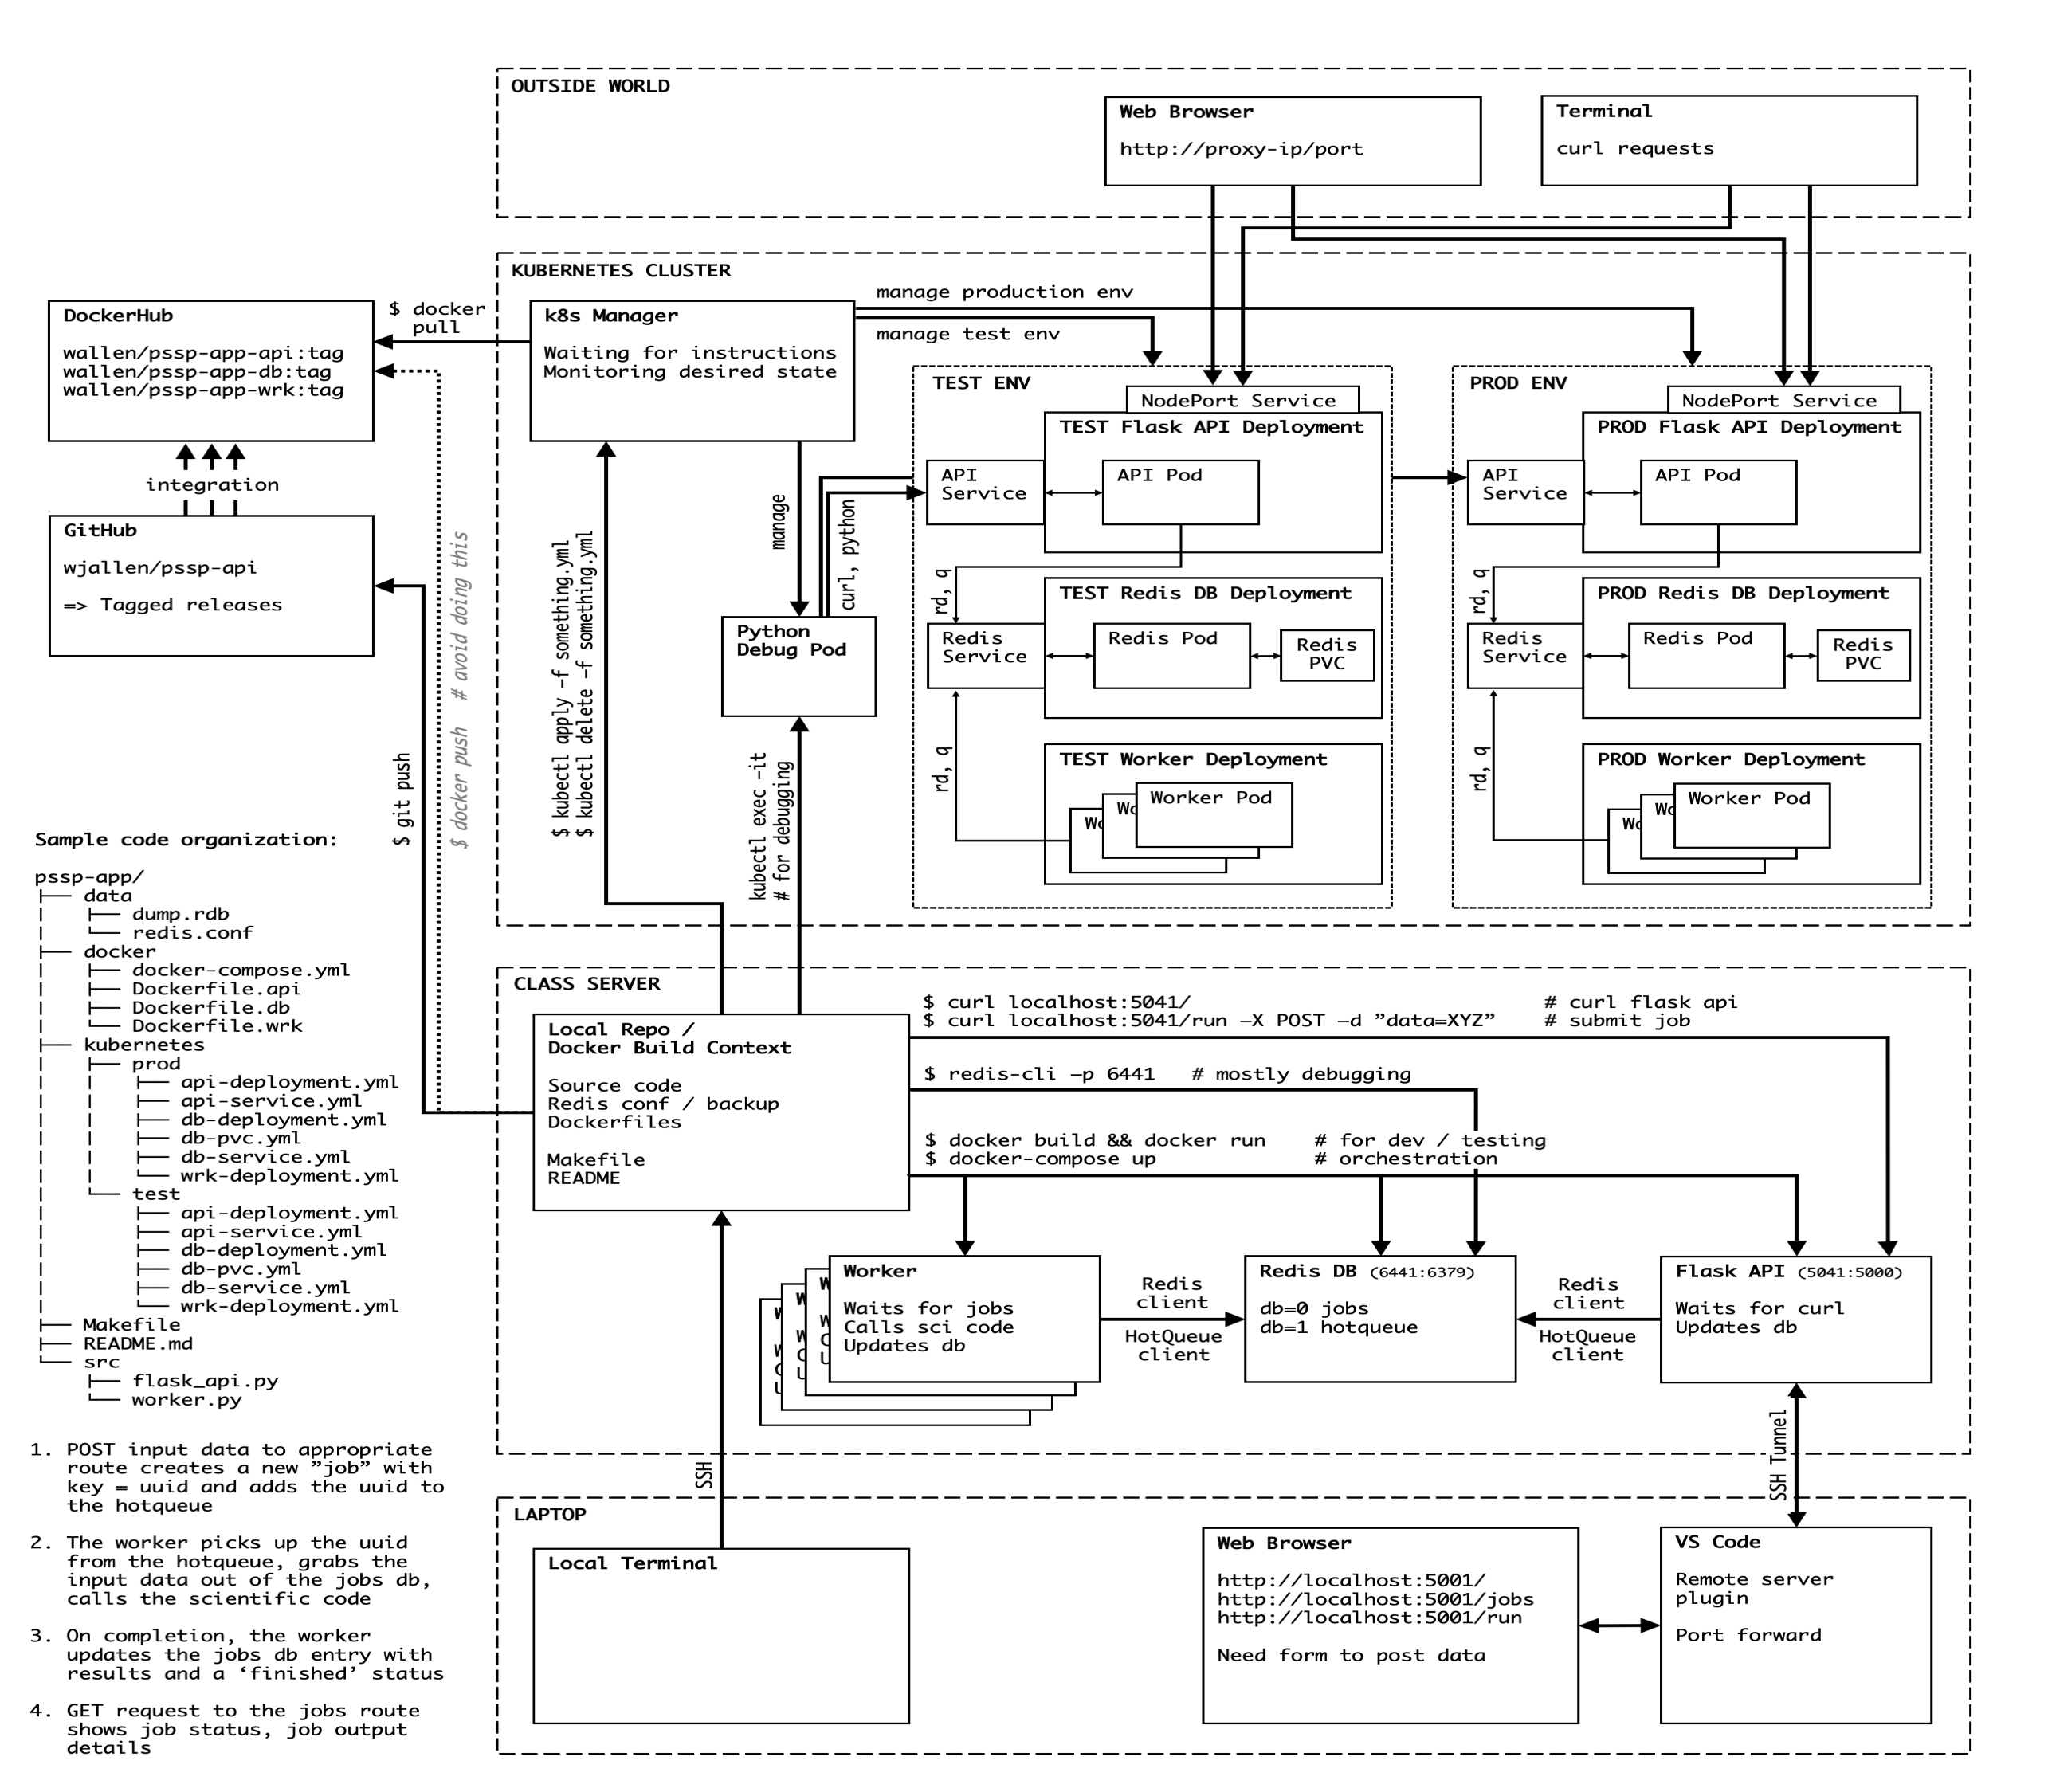 OUTSIDE WORLD
Web Browser
http://proxy-ip/port
Terminal
curl requests
KUBERNETES CLUSTER
DockerHub
wallen/pssp-app-api:tag
wallen/pssp-app-db:tag
wallen/pssp-app-wrk:tag
$ docker
pull
k8s Manager
Waiting for instructions
Monitoring desired state
manage production env
manage test env
integration
GitHub
wjallen/pssp-api
=> Tagged releases
$ git push
$ docker push # avoid doing this
$ kubectl apply –f something.yml
$ kubectl delete –f something.yml
manage
curl, python
Python
Debug Pod
kubectl exec –it
# for debugging
TEST ENV
NodePort Service
TEST Flask API Deployment
API
Service
API Pod
rd, q
TEST Redis DB Deployment
Redis
Service
Redis Pod
Redis
PVC
rd, q
TEST Worker Deployment
Wo
Wo
Worker Pod
PROD ENV
NodePort Service
PROD Flask API Deployment
API
Service
API Pod
rd, q
PROD Redis DB Deployment
Redis
Service
Redis Pod
Redis
PVC
rd, q
PROD Worker Deployment
Wo
Wo
Worker Pod
Sample code organization:
pssp-app/
├── data
│   ├── dump.rdb
│   └── redis.conf
├── docker
│   ├── docker-compose.yml
│   ├── Dockerfile.api
│   ├── Dockerfile.db
│   └── Dockerfile.wrk
├── kubernetes
│   ├── prod
│   │   ├── api-deployment.yml
│   │   ├── api-service.yml
│   │   ├── db-deployment.yml
│   │   ├── db-pvc.yml
│   │   ├── db-service.yml
│   │   └── wrk-deployment.yml
│   └── test
│       ├── api-deployment.yml
│       ├── api-service.yml
│       ├── db-deployment.yml
│       ├── db-pvc.yml
│       ├── db-service.yml
│       └── wrk-deployment.yml
├── Makefile
├── README.md
└── src
    ├── flask_api.py
    └── worker.py
1. POST input data to appropriate
route creates a new ”job” with
key = uuid and adds the uuid to
the hotqueue
2. The worker picks up the uuid
from the hotqueue, grabs the
input data out of the jobs db,
calls the scientific code
3. On completion, the worker
updates the jobs db entry with
results and a ‘finished’ status
4. GET request to the jobs route
shows job status, job output
details
CLASS SERVER
Local Repo /
Docker Build Context
Source code
Redis conf / backup
Dockerfiles
Makefile
README
$ curl localhost:5041/ # curl flask api
$ curl localhost:5041/run –X POST –d ”data=XYZ” # submit job
$ redis-cli –p 6441 # mostly debugging
$ docker build && docker run # for dev / testing
$ docker-compose up # orchestration
Worker
Waits for jobs
Calls sci code
Updates db
W
W
C
U
W
W
C
U
W
W
C
U
Redis
client
HotQueue
client
Redis DB (6441:6379)
db=0 jobs
db=1 hotqueue
Redis
client
HotQueue
client
Flask API (5041:5000)
Waits for curl
Updates db
SSH
SSH Tunnel
LAPTOP
Local Terminal
Web Browser
http://localhost:5001/
http://localhost:5001/jobs
http://localhost:5001/run
Need form to post data
VS Code
Remote server
plugin
Port forward